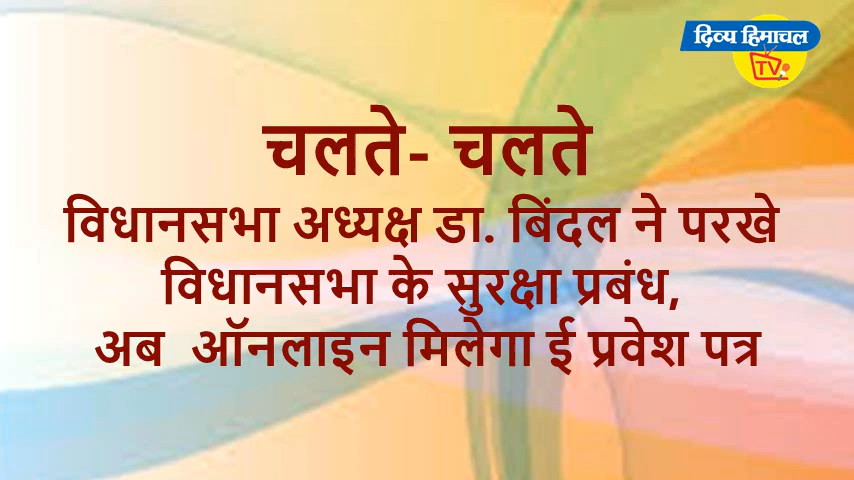 दिव्य हिमाचल
TV
चलते- चलते
विधानसभा अध्यक्ष डा. बिंदल ने परखे
विधानसभा के सुरक्षा प्रबंध,
अब ऑनलाइन मिलेगा ई प्रवेश पत्र